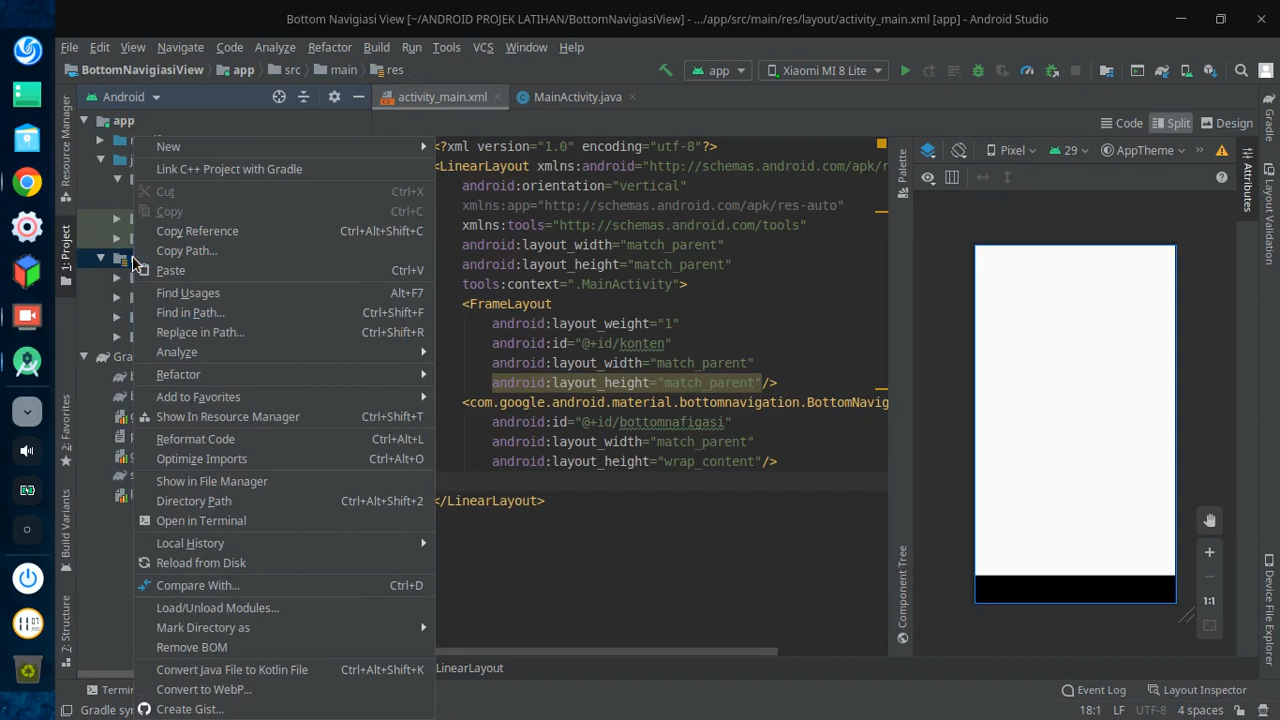 Bottom Navigiasi View [~/ANDROID PROJEK LATIHAN/BottomNavigiasiView] - .../app/src/main/res/layout/activity_main.xml [app] - Android Studio
File Edit View Navigate Code Analyze Refactor Build Run Tools VCS Window Help
BottomNavigiasiView app src main res app Xiaomi MI 8 Lite
Android activity_main.xml MainActivity.java
app
Code Split Design
Resource Manager
1: Project
2: Favorites
Build Variants
7: Structure
New
Link C++ Project with Gradle
Cut Ctrl+X
Copy Ctrl+C
Copy Reference Ctrl+Alt+Shift+C
Copy Path...
Paste Ctrl+V
Find Usages Alt+F7
Find in Path... Ctrl+Shift+F
Replace in Path... Ctrl+Shift+R
Analyze
Refactor
Add to Favorites
Show In Resource Manager Ctrl+Shift+T
Reformat Code Ctrl+Alt+L
Optimize Imports Ctrl+Alt+O
Show in File Manager
Directory Path Ctrl+Alt+Shift+2
Open in Terminal
Local History
Reload from Disk
Compare With... Ctrl+D
Load/Unload Modules...
Mark Directory as
Remove BOM
Convert Java File to Kotlin File Ctrl+Alt+Shift+K
Convert to WebP...
Create Gist...
Gra
<?xml version="1.0" encoding="utf-8"?>
<LinearLayout xmlns:android="http://schemas.android.com/apk/r
android:orientation="vertical"
xmlns:app="http://schemas.android.com/apk/res-auto"
xmlns:tools="http://schemas.android.com/tools"
android:layout_width="match_parent"
android:layout_height="match_parent"
tools:context=".MainActivity">
<FrameLayout
android:layout_weight="1"
android:id="@+id/konten"
android:layout_width="match_parent"
android:layout_height="match_parent"/>
<com.google.android.material.bottomnavigation.BottomNavig
android:id="@+id/bottomnafigasi"
android:layout_width="match_parent"
android:layout_height="wrap_content"/>
</LinearLayout>
LinearLayout
Palette
Component Tree
Pixel 29 AppTheme
1:1
Attributes
Gradle
Layout Validation
Device File Explorer
Termin
Event Log Layout Inspector
Gradle syn
18:1 LF UTF-8 4 spaces